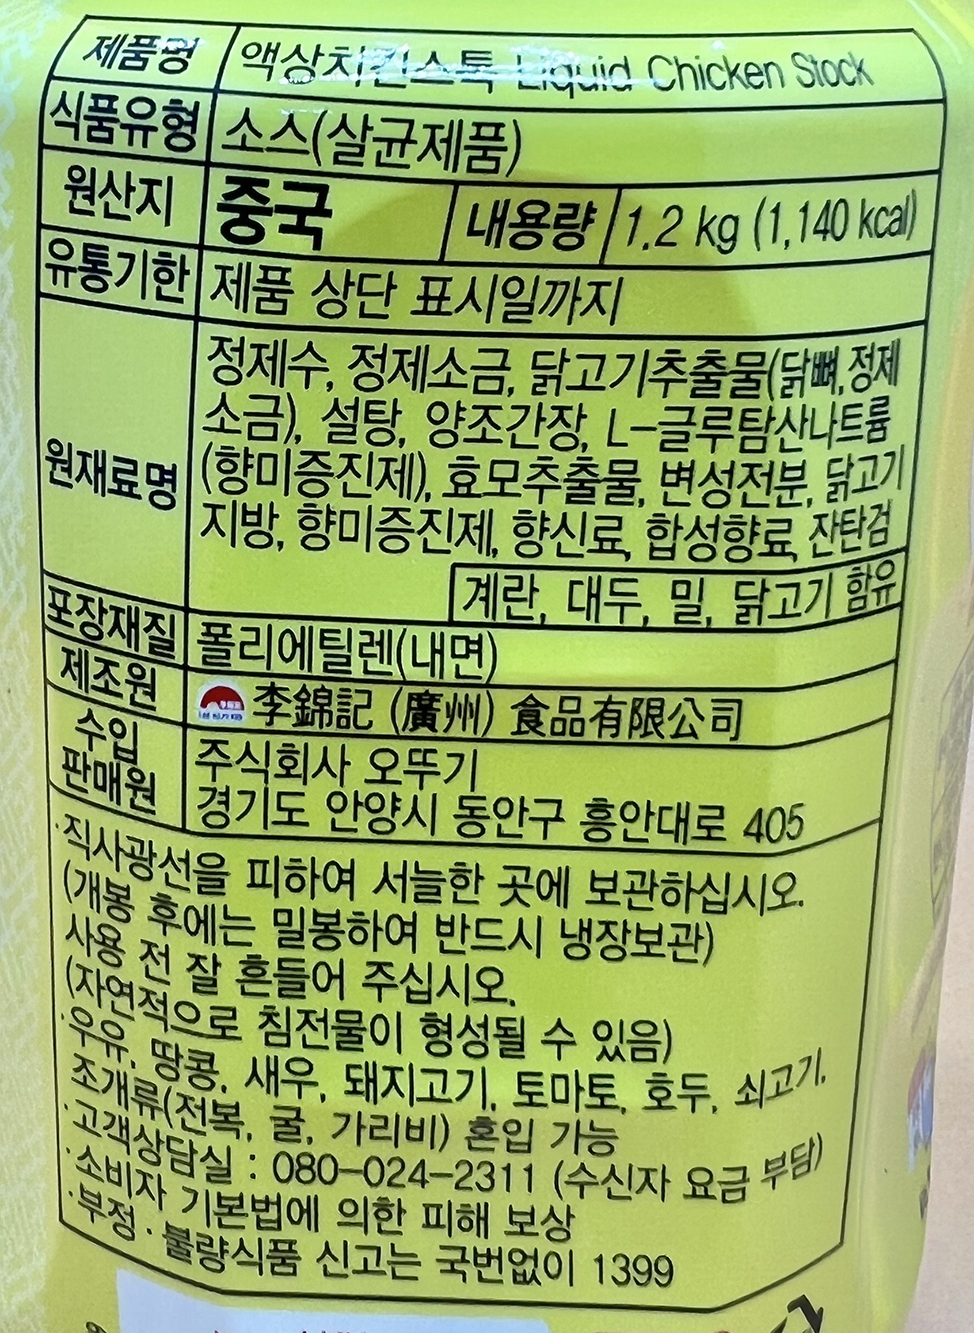 제품명 액상치킨스톡 Liquid Chicken Stock
식품유형 소스(살균제품)
원산지 중국 내용량 1.2 kg (1,140 kcal)
유통기한 제품 상단 표시일까지
원재료명
정제수, 정제소금, 닭고기추출물(닭뼈, 정제
소금), 설탕, 양조간장, L-글루탐산나트륨
(향미증진제), 효모추출물, 변성전분, 닭고기
지방, 향미증진제, 향신료, 합성향료, 잔탄검
계란, 대두, 밀, 닭고기 함유
포장재질 폴리에틸렌(내면)
제조원 李錦記 (廣州) 食品有限公司
수입
판매원
주식회사 오뚜기
경기도 안양시 동안구 흥안대로 405
·직사광선을 피하여 서늘한 곳에 보관하십시오.
(개봉 후에는 밀봉하여 반드시 냉장보관)
사용 전 잘 흔들어 주십시오.
(자연적으로 침전물이 형성될 수 있음)
·우유, 땅콩, 새우, 돼지고기, 토마토, 호두, 쇠고기,
조개류(전복, 굴, 가리비) 혼입 가능
·고객상담실 : 080-024-2311 (수신자 요금 부담)
·소비자 기본법에 의한 피해 보상
·부정·불량식품 신고는 국번없이 1399